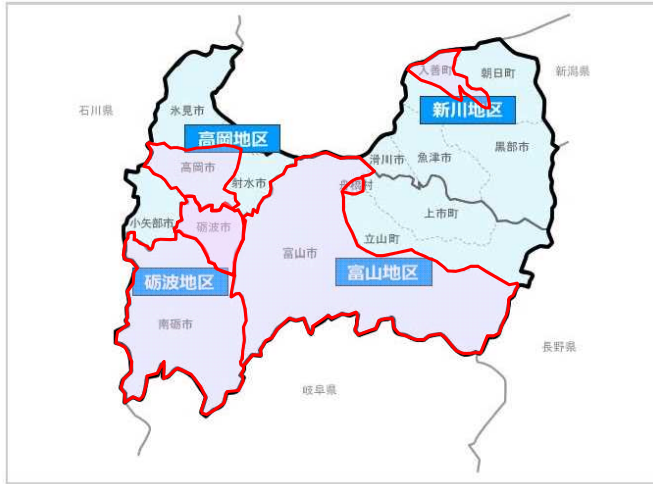 入善町
朝日町
新潟県
石川県
氷見市
新川地区
高岡地区
黒部市
滑川市
魚津市
高岡市
射水市
舟橋村
上市町
小矢部市
砺波市
立山町
富山市
砺波地区
富山地区
南砺市
長野県
岐阜県